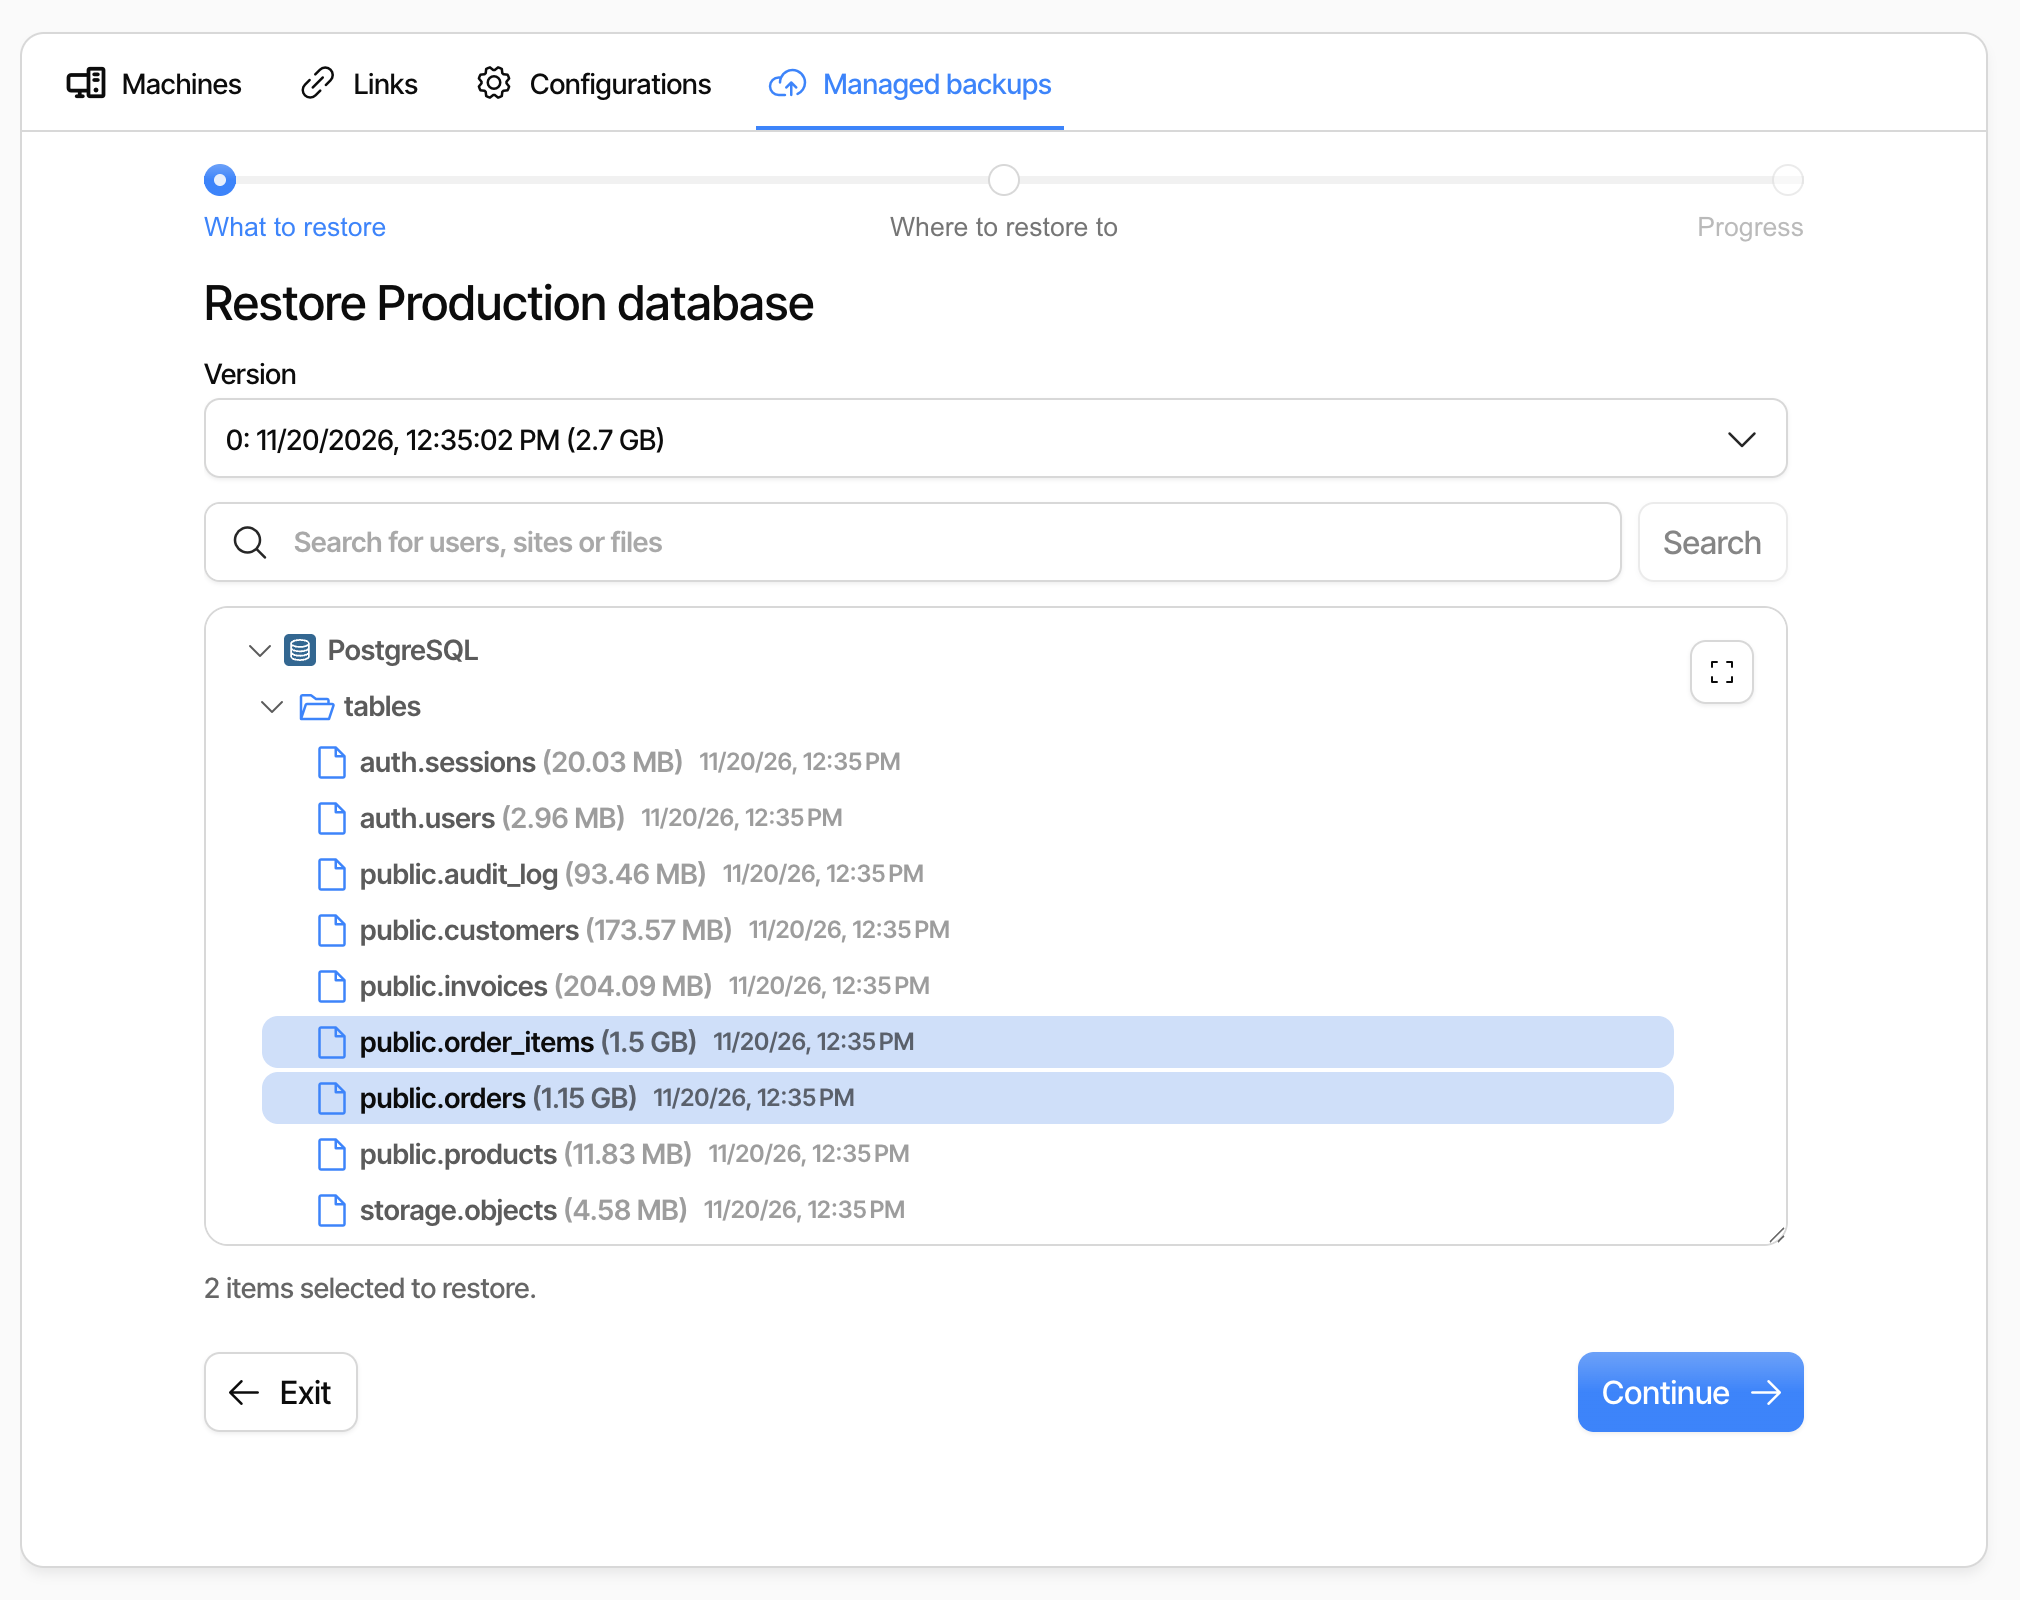 Machines Links Configurations Managed backups
What to restore Where to restore to Progress
Restore Production database
Version
0: 11/20/2026, 12:35:02 PM (2.7 GB)
Search for users, sites or files Search
PostgreSQL
tables
auth.sessions (20.03 MB) 11/20/26, 12:35 PM
auth.users (2.96 MB) 11/20/26, 12:35 PM
public.audit_log (93.46 MB) 11/20/26, 12:35 PM
public.customers (173.57 MB) 11/20/26, 12:35 PM
public.invoices (204.09 MB) 11/20/26, 12:35 PM
public.order_items (1.5 GB) 11/20/26, 12:35 PM
public.orders (1.15 GB) 11/20/26, 12:35 PM
public.products (11.83 MB) 11/20/26, 12:35 PM
storage.objects (4.58 MB) 11/20/26, 12:35 PM
2 items selected to restore.
Exit Continue